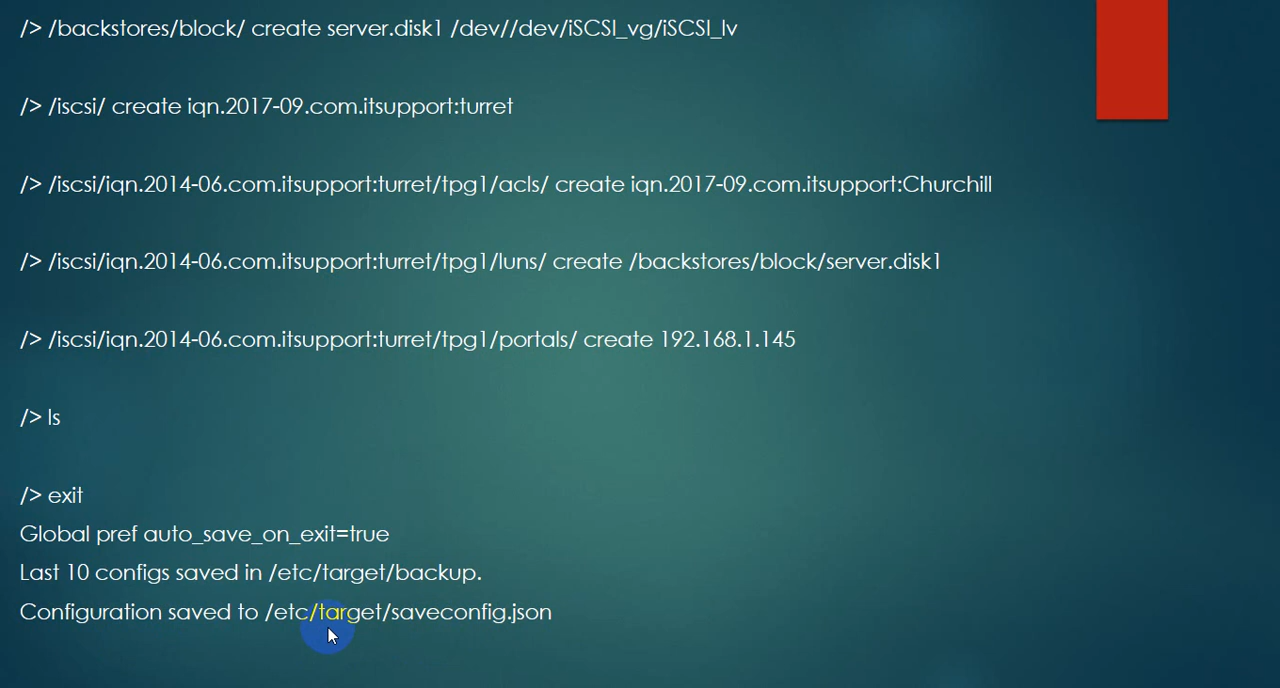 /> /backstores/block/ create server.disk1 /dev//dev/iSCSI_vg/iSCSI_lv
/> /iscsi/ create iqn.2017-09.com.itsupport:turret
/> /iscsi/iqn.2014-06.com.itsupport:turret/tpg1/acls/ create iqn.2017-09.com.itsupport:Churchill
/> /iscsi/iqn.2014-06.com.itsupport:turret/tpg1/luns/ create /backstores/block/server.disk1
/> /iscsi/iqn.2014-06.com.itsupport:turret/tpg1/portals/ create 192.168.1.145
/> ls
/> exit
Global pref auto_save_on_exit=true
Last 10 configs saved in /etc/target/backup.
Configuration saved to /etc/target/saveconfig.json